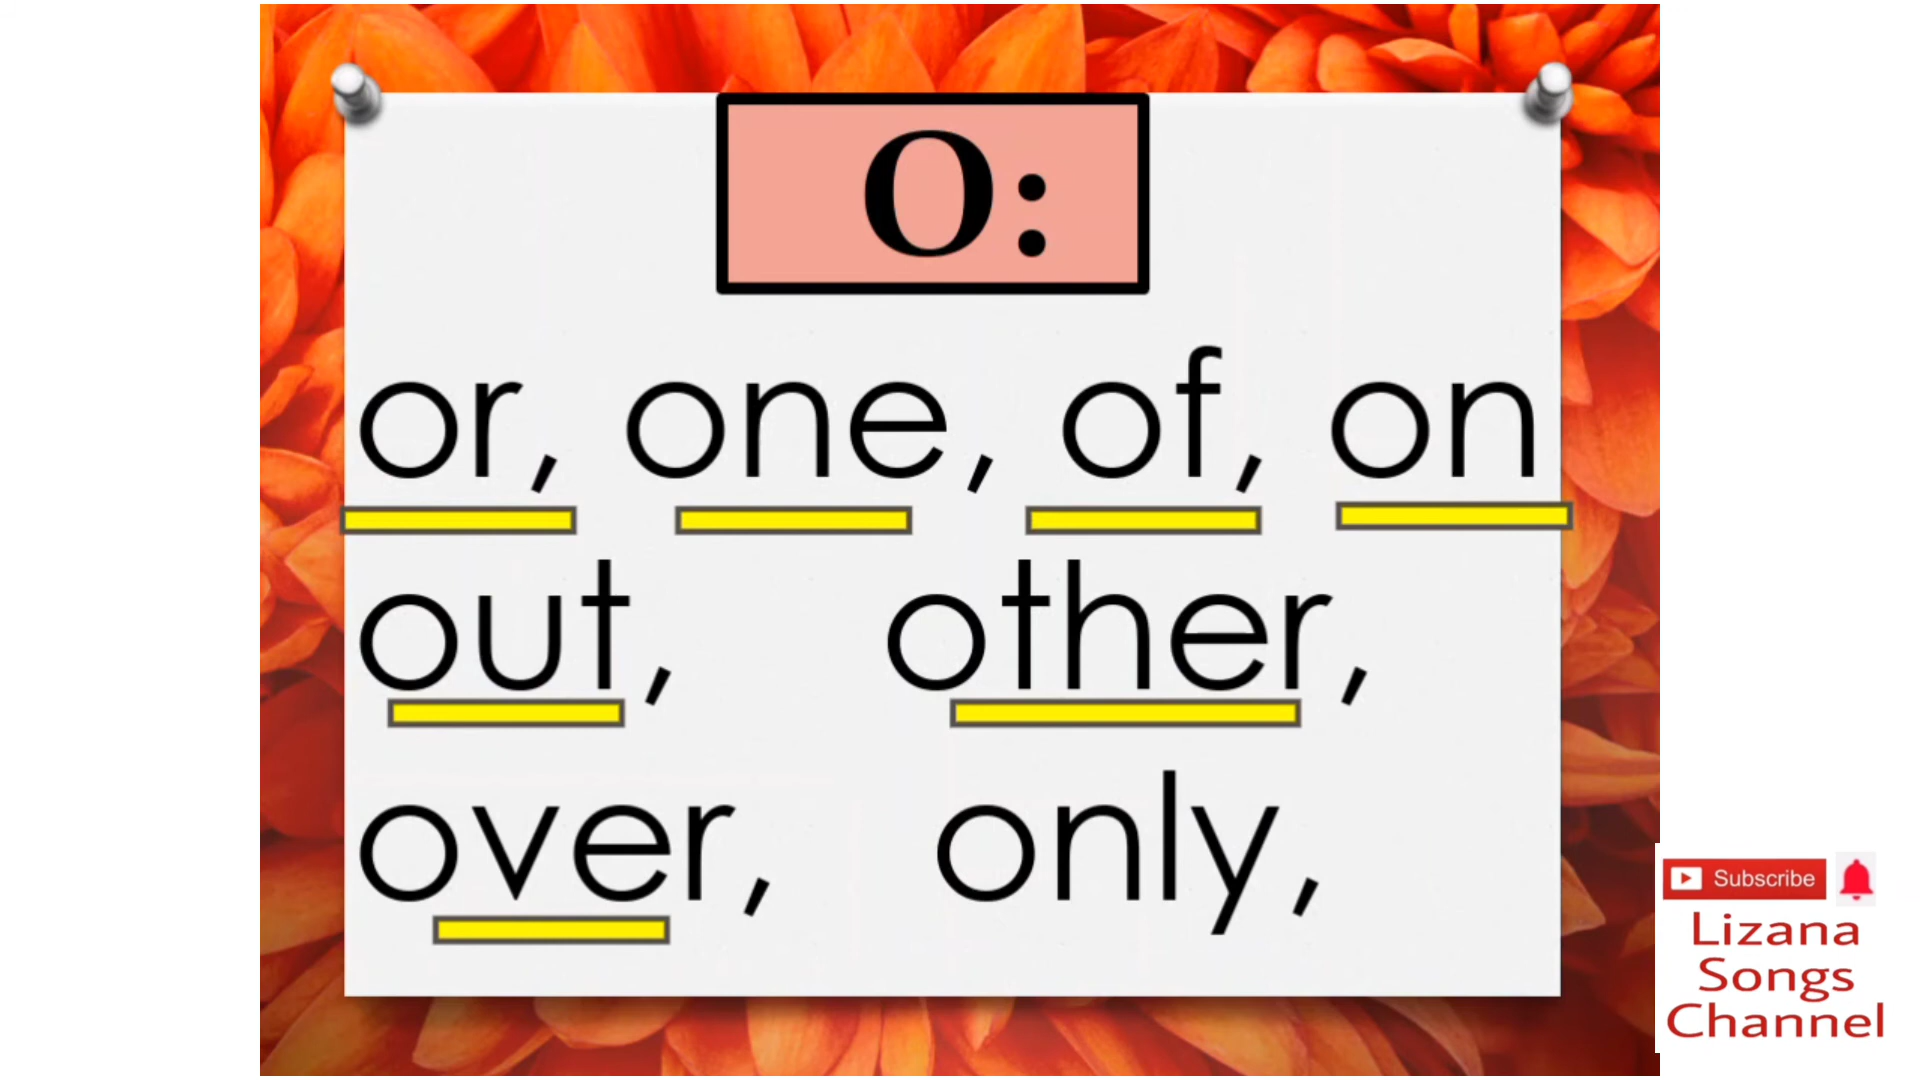 O:
or, one, of, on
out, other,
over, only,
Subscribe
Lizana
Songs
Channel